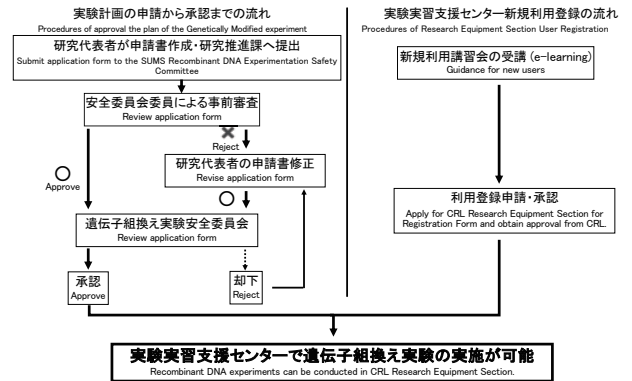 実験計画の申請から承認までの流れ
Procedures of approval the plan of the Genetically Modified experiment
研究代表者が申請書作成・研究推進課へ提出
Submit application form to the SUMS Recombinant DNA Experimentation Safety
Committee
安全委員会委員による事前審査
Review application form
Reject
研究代表者の申請書修正
Revise application form
Approve
遺伝子組換え実験安全委員会
Review application form
承認
Approve
却下
Reject
実験実習支援センター新規利用登録の流れ
Procedures of Research Equipment Section User Registration
新規利用講習会の受講 (e-learning)
Guidance for new users
利用登録申請・承認
Apply for CRL Research Equipment Section for
Registration Form and obtain approval from CRL.
実験実習支援センターで遺伝子組換え実験の実施が可能
Recombinant DNA experiments can be conducted in CRL Research Equipment Section.